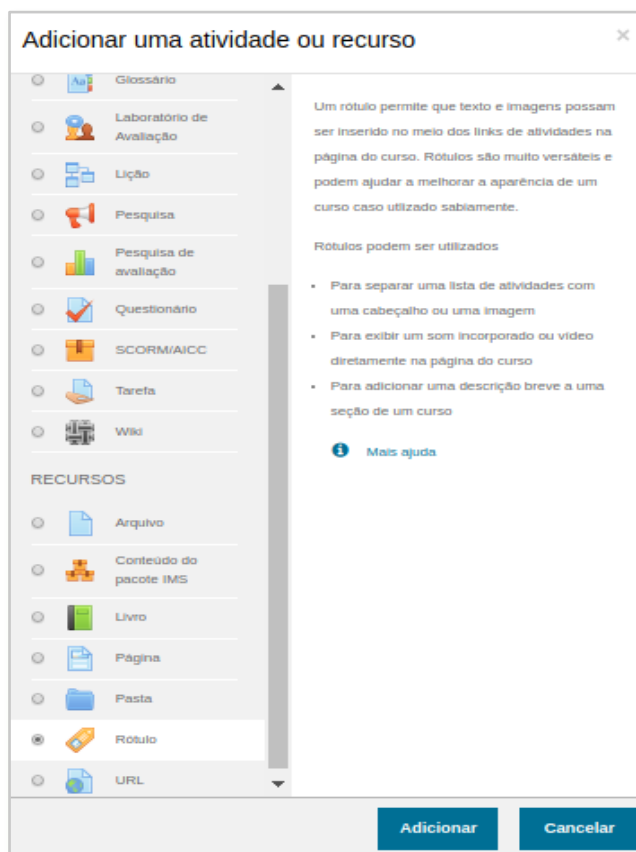 Adicionar uma atividade ou recurso
×
Glossário
Laboratório de
Avaliação
Lição
Pesquisa
Pesquisa de
avaliação
Questionário
SCORM/AICC
Tarefa
Wiki
RECURSOS
Arquivo
Conteúdo do
pacote IMS
Livro
Página
Pasta
Rótulo
URL
Um rótulo permite que texto e imagens possam
ser inserido no meio dos links de atividades na
página do curso. Rótulos são muito versáteis e
podem ajudar a melhorar a aparência de um
curso caso utlizado sabiamente.
Rótulos podem ser utilizados
• Para separar uma lista de atividades com
uma cabeçalho ou uma imagem
• Para exibir um som incorporado ou vídeo
diretamente na página do curso
• Para adicionar uma descrição breve a uma
seção de um curso
Mais ajuda
Adicionar
Cancelar